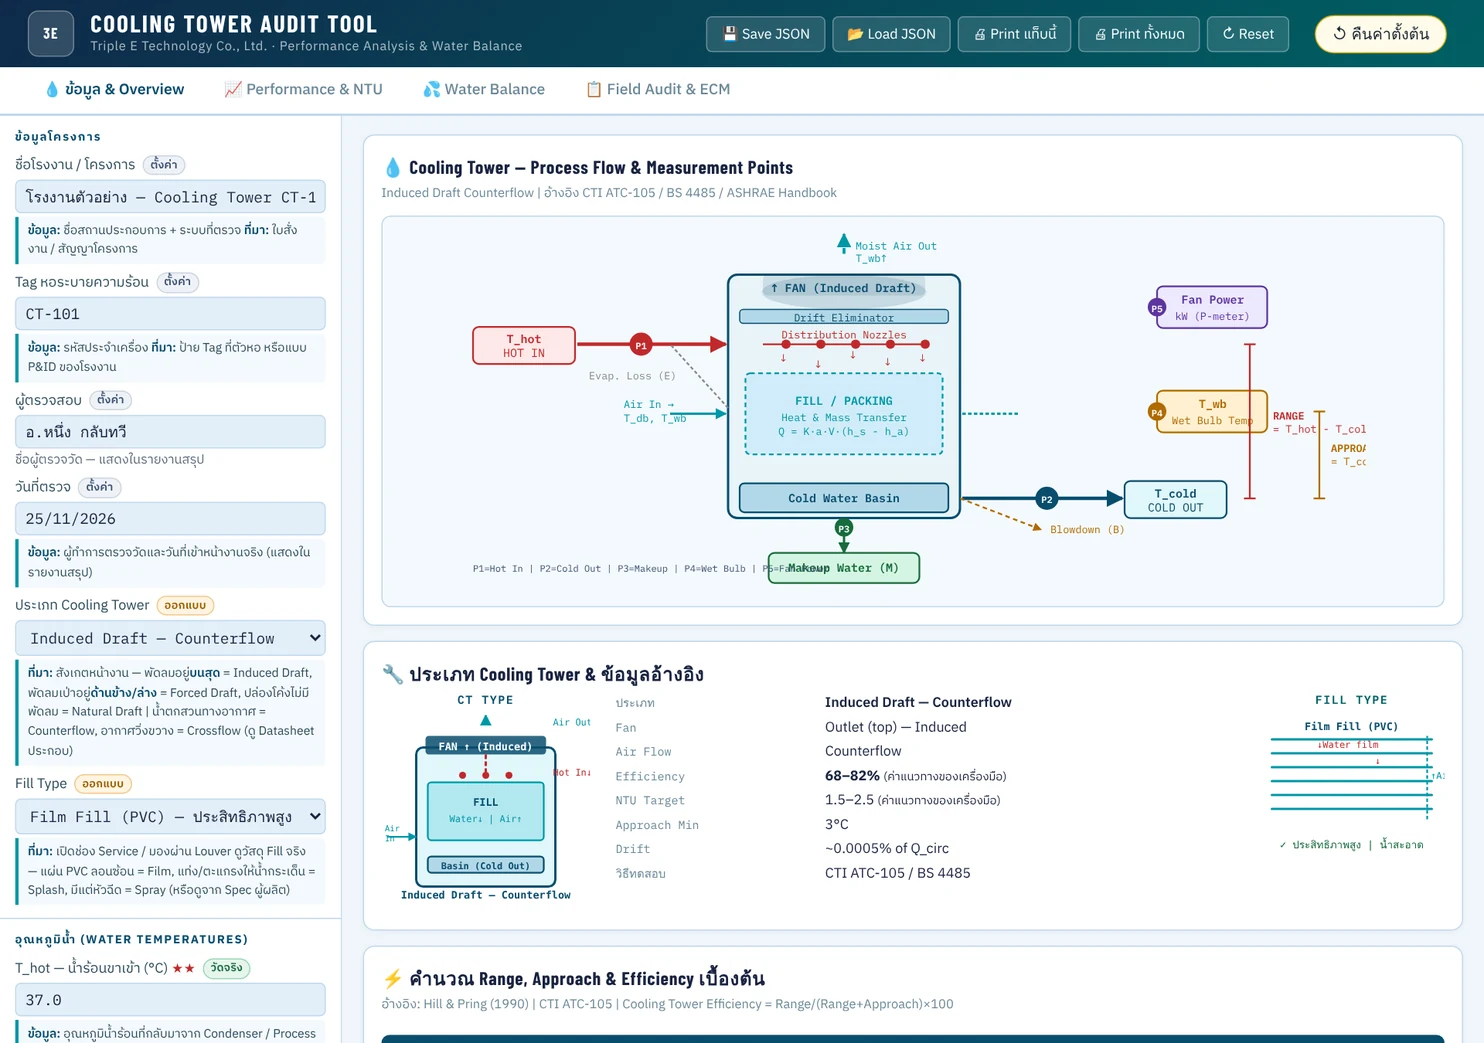 3E
COOLING TOWER AUDIT TOOL
Triple E Technology Co., Ltd. · Performance Analysis & Water Balance
💾 Save JSON
📂 Load JSON
🖨 Print แท็บนี้
🖨 Print ทั้งหมด
↻ Reset
↺ คืนค่าตั้งต้น
💧 ข้อมูล & Overview
📈 Performance & NTU
💦 Water Balance
📋 Field Audit & ECM
ข้อมูลโครงการ
ชื่อโรงงาน / โครงการ ตั้งค่า
โรงงานตัวอย่าง — Cooling Tower CT-1
ข้อมูล: ชื่อสถานประกอบการ + ระบบที่ตรวจ ที่มา: ใบสั่ง
งาน / สัญญาโครงการ
Tag หอระบายความร้อน ตั้งค่า
CT-101
ข้อมูล: รหัสประจำเครื่อง ที่มา: ป้าย Tag ที่ตัวหอ หรือแบบ
P&ID ของโรงงาน
ผู้ตรวจสอบ ตั้งค่า
อ.หนึ่ง กลับทวี
ชื่อผู้ตรวจวัด — แสดงในรายงานสรุป
วันที่ตรวจ ตั้งค่า
25/11/2026
ข้อมูล: ผู้ทำการตรวจวัดและวันที่เข้าหน้างานจริง (แสดงใน
รายงานสรุป)
ประเภท Cooling Tower ออกแบบ
Induced Draft — Counterflow
ที่มา: สังเกตหน้างาน — พัดลมอยู่บนสุด = Induced Draft,
พัดลมเป่าอยู่ด้านข้าง/ล่าง = Forced Draft, ปล่องโค้งไม่มี
พัดลม = Natural Draft | น้ำตกสวนทางอากาศ =
Counterflow, อากาศวิ่งขวาง = Crossflow (ดู Datasheet
ประกอบ)
Fill Type ออกแบบ
Film Fill (PVC) — ประสิทธิภาพสูง
ที่มา: เปิดช่อง Service / มองผ่าน Louver ดูวัสดุ Fill จริง
— แผ่น PVC ลอนซ้อน = Film, แท่ง/ตะแกรงให้น้ำกระเด็น =
Splash, มีแต่หัวฉีด = Spray (หรือดูจาก Spec ผู้ผลิต)
อุณหภูมิน้ำ (WATER TEMPERATURES)
T_hot — น้ำร้อนขาเข้า (°C) ★★ วัดจริง
37.0
ข้อมูล: อุณหภูมิน้ำร้อนที่กลับมาจาก Condenser / Process
💧 Cooling Tower — Process Flow & Measurement Points
Induced Draft Counterflow | อ้างอิง CTI ATC-105 / BS 4485 / ASHRAE Handbook
Moist Air Out
T_wb↑
↑ FAN (Induced Draft)
Drift Eliminator
Distribution Nozzles
↓ ↓ ↓ ↓ ↓
T_hot
HOT IN
P1
Evap. Loss (E)
Air In →
T_db, T_wb
FILL / PACKING
Heat & Mass Transfer
Q = K·a·V·(h_s - h_a)
Cold Water Basin
P5
Fan Power
kW (P-meter)
P4
T_wb
Wet Bulb Temp
RANGE
= T_hot - T_col
APPROA
= T_co
P2
T_cold
COLD OUT
Blowdown (B)
P3
Makeup Water (M)
P1=Hot In | P2=Cold Out | P3=Makeup | P4=Wet Bulb | P5=Fan
🔧 ประเภท Cooling Tower & ข้อมูลอ้างอิง
CT TYPE
Air Out
FAN ↑ (Induced)
Hot In↓
FILL
Water↓ | Air↑
Air
In
Basin (Cold Out)
Induced Draft — Counterflow
ประเภท Induced Draft — Counterflow
Fan Outlet (top) — Induced
Air Flow Counterflow
Efficiency 68–82% (ค่าแนวทางของเครื่องมือ)
NTU Target 1.5–2.5 (ค่าแนวทางของเครื่องมือ)
Approach Min 3°C
Drift ~0.0005% of Q_circ
วิธีทดสอบ CTI ATC-105 / BS 4485
FILL TYPE
Film Fill (PVC)
↓Water film
↓
↑Ai
✓ ประสิทธิภาพสูง | น้ำสะอาด
⚡ คำนวณ Range, Approach & Efficiency เบื้องต้น
อ้างอิง: Hill & Pring (1990) | CTI ATC-105 | Cooling Tower Efficiency = Range/(Range+Approach)×100